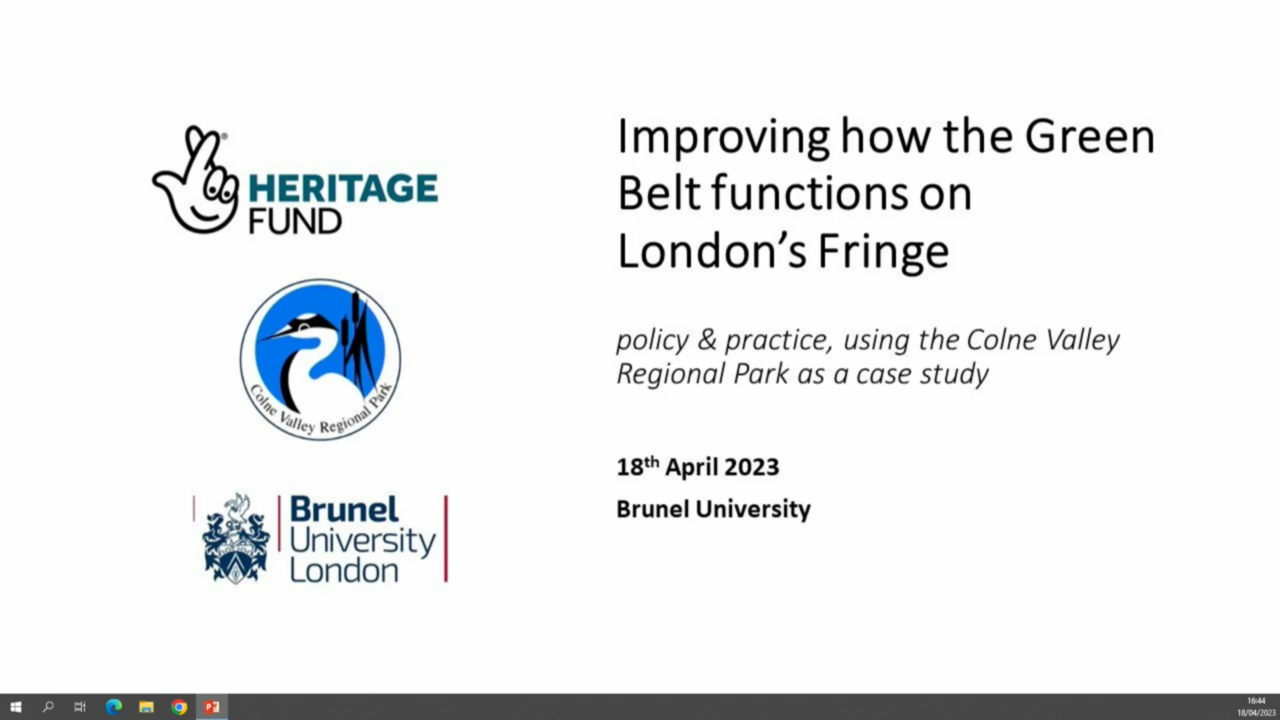 HERITAGE
FUND
Colne Valley Regional Park
Brunel
University
London
Improving how the Green
Belt functions on
London's Fringe
policy & practice, using the Colne Valley
Regional Park as a case study
18th April 2023
Brunel University
16:44
18/04/2023